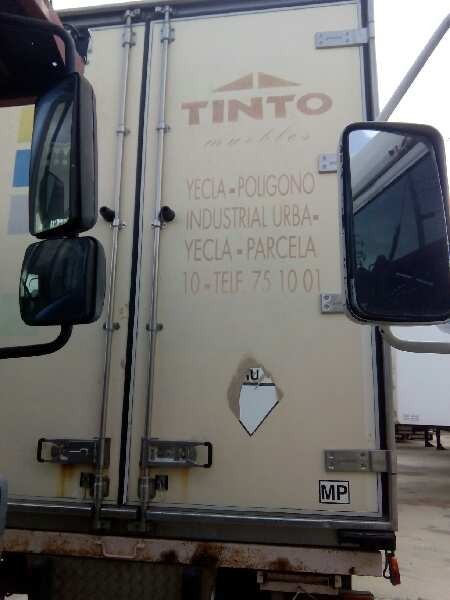 TINTO
muebles
YECLA-POLIGONO
INDUSTRIAL URBA-
YECLA-PARCELA
10-TELF. 75 10 01
MP